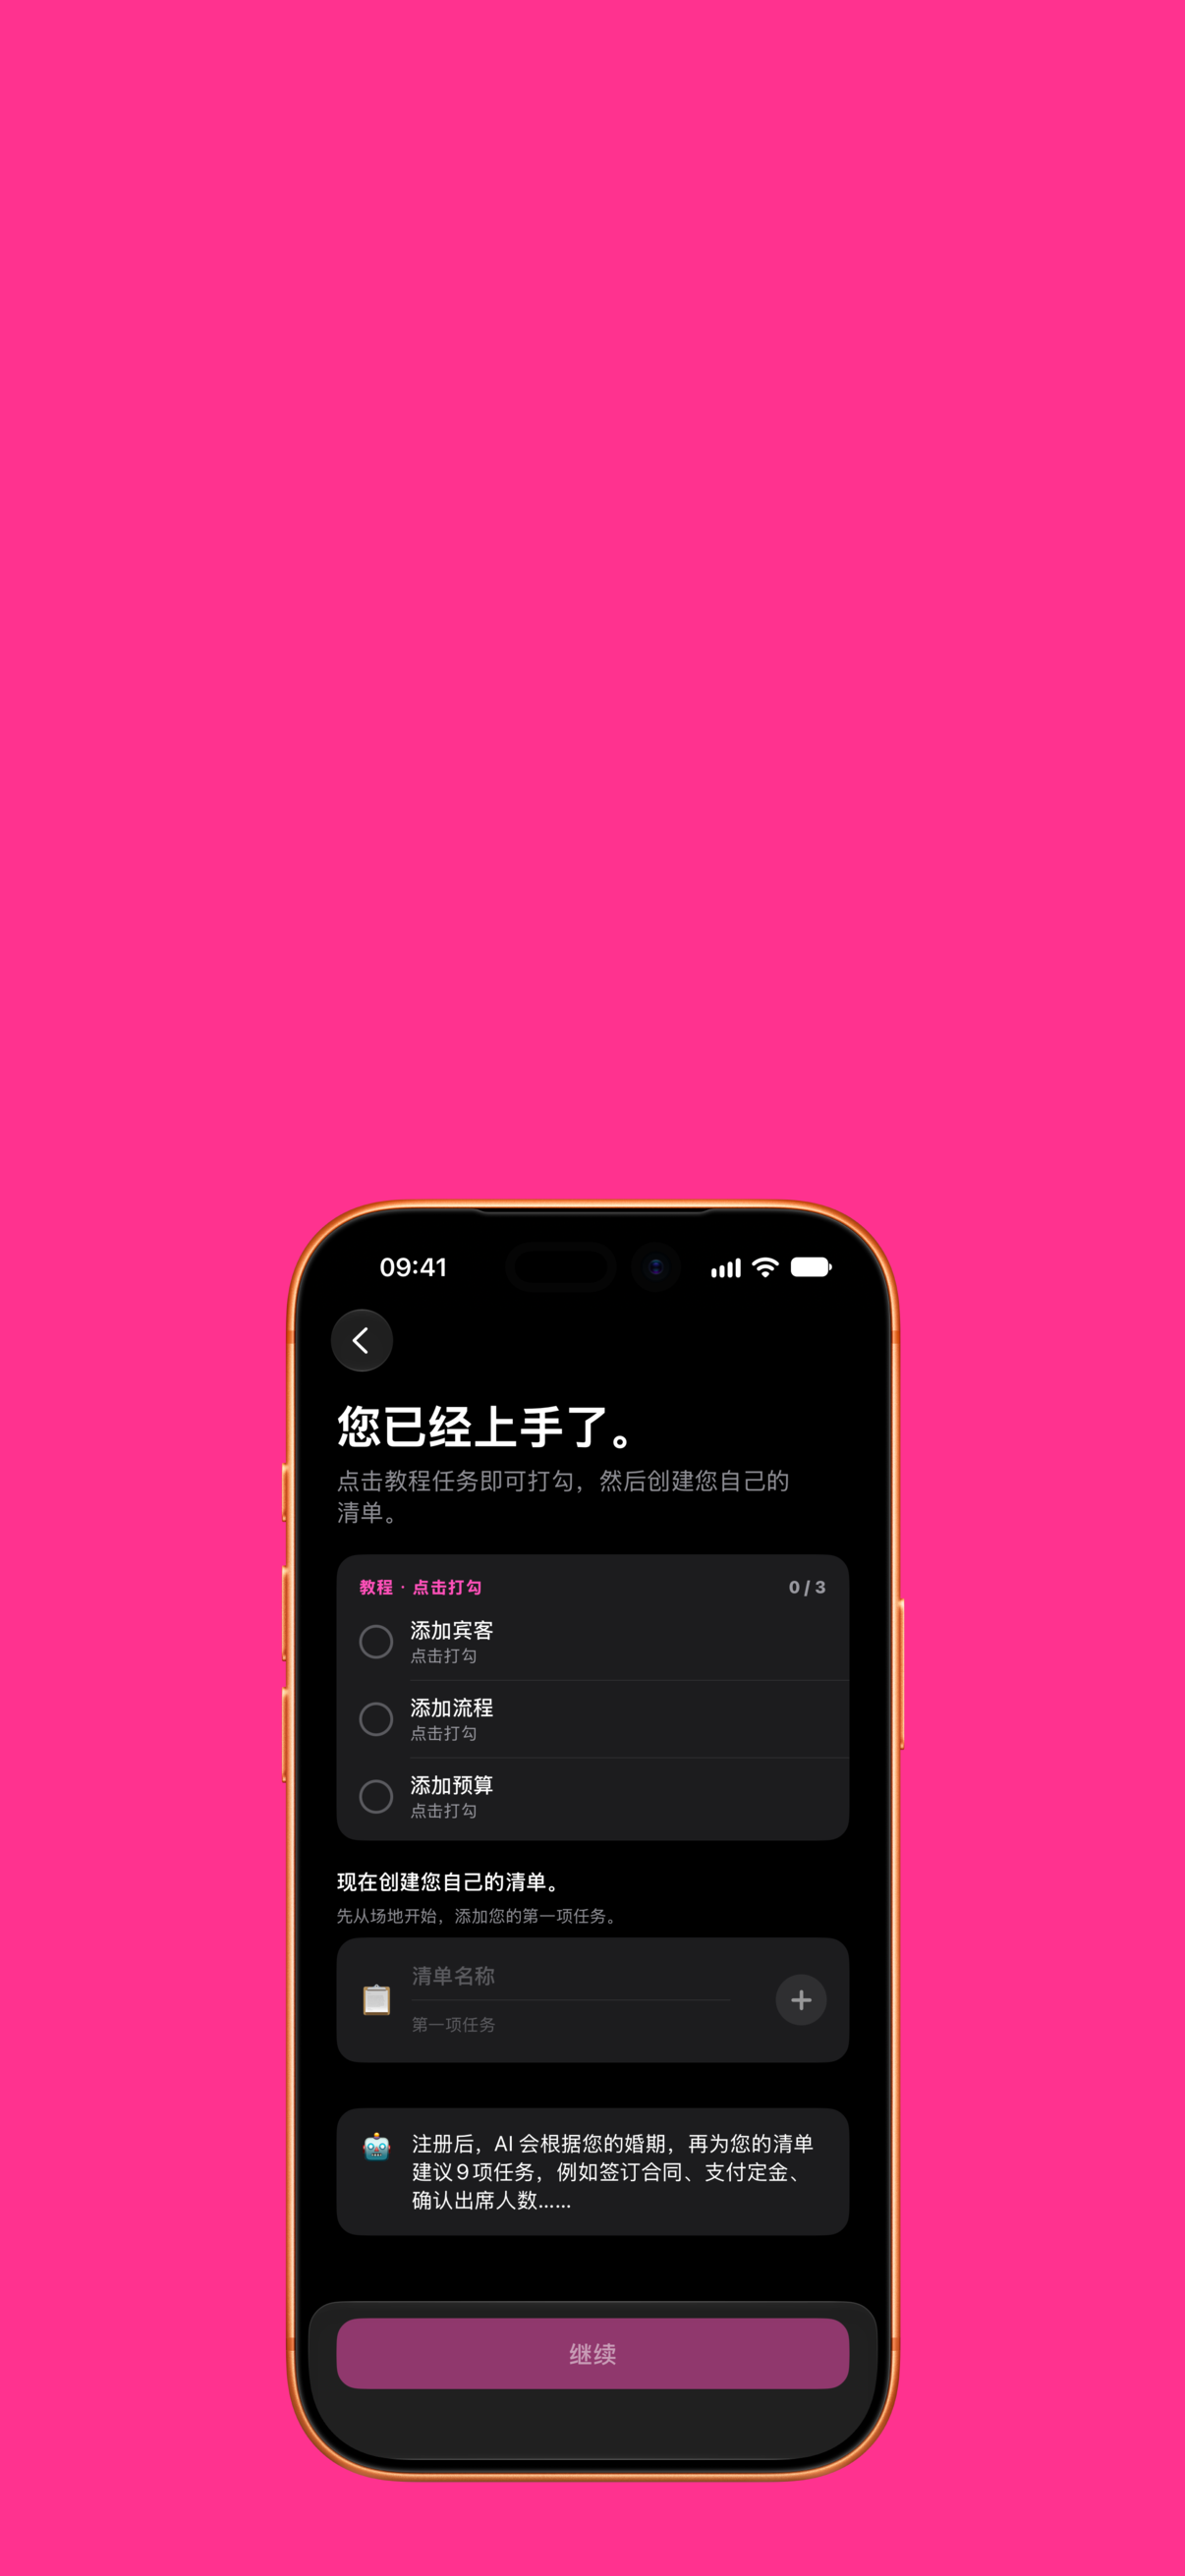 09:41
您已经上手了。
点击教程任务即可打勾，然后创建您自己的
清单。
教程 · 点击打勾 0 / 3
添加宾客
点击打勾
添加流程
点击打勾
添加预算
点击打勾
现在创建您自己的清单。
先从场地开始，添加您的第一项任务。
清单名称
第一项任务
注册后，AI 会根据您的婚期，再为您的清单
建议 9 项任务，例如签订合同、支付定金、
确认出席人数……
继续